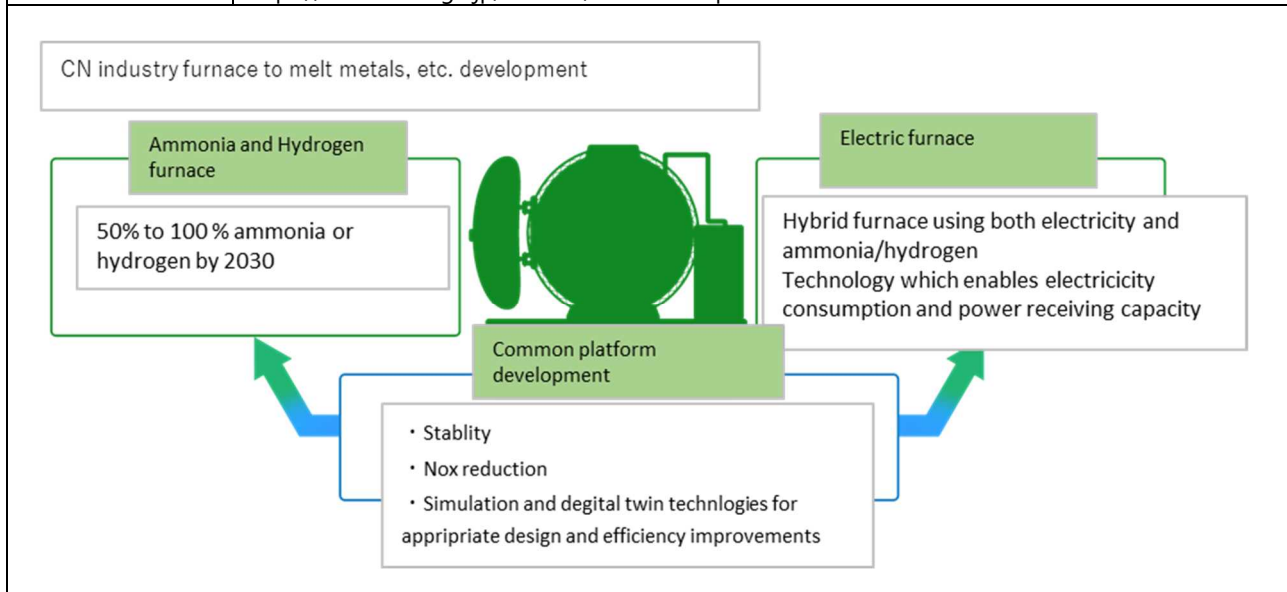 CN industry furnace to melt metals, etc. development
Ammonia and Hydrogen
furnace
50% to 100 % ammonia or
hydrogen by 2030
Electric furnace
Hybrid furnace using both electricity and
ammonia/hydrogen
Technology which enables electricicity
consumption and power receiving capacity
Common platform
development
・Stablity
・Nox reduction
・Simulation and degital twin technlogies for
appripriate design and efficiency improvements